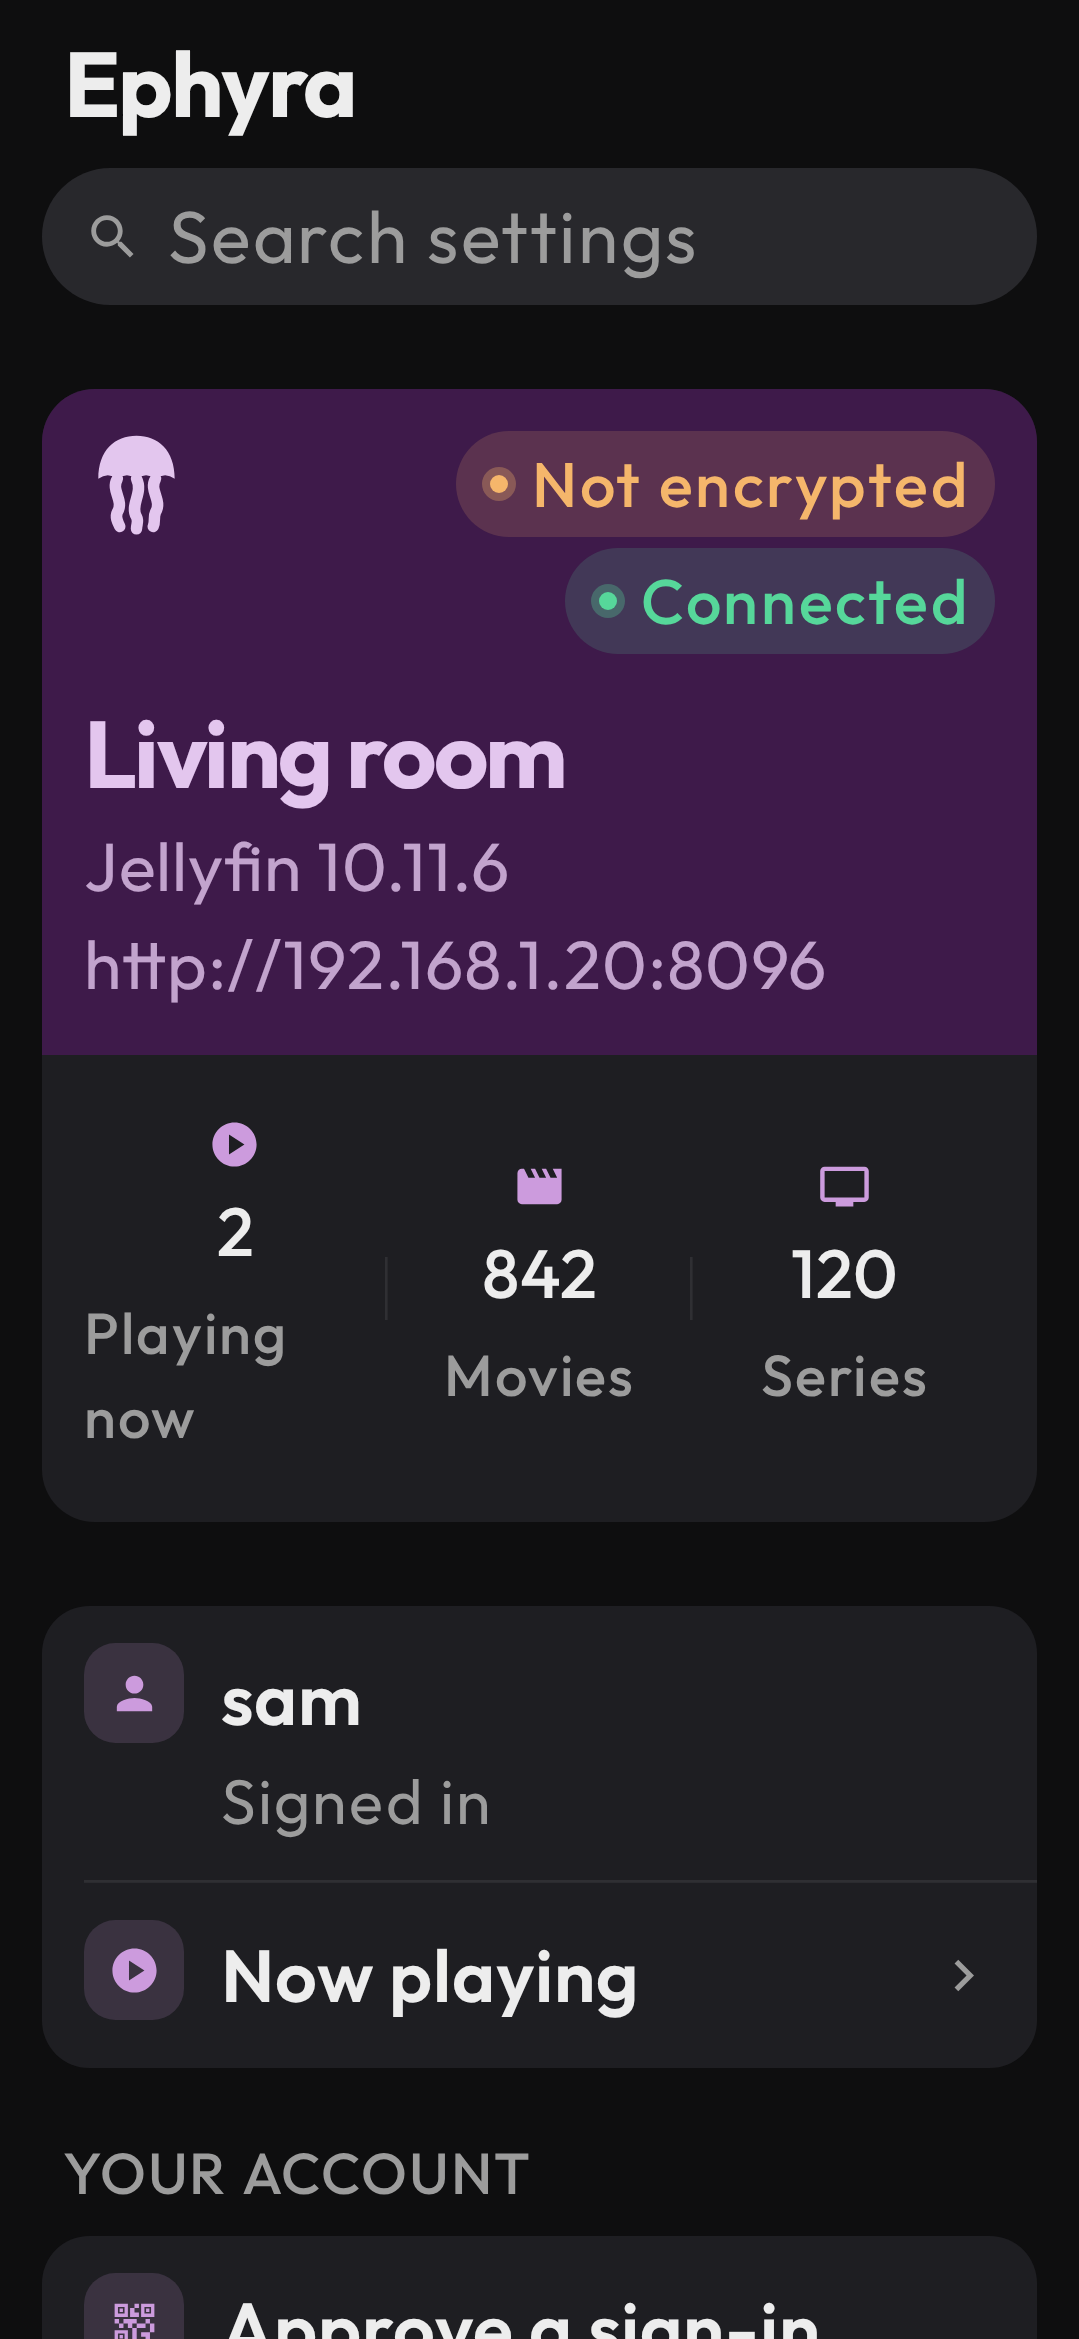 Ephyra
Search settings
Not encrypted
Connected
Living room
Jellyfin 10.11.6
http://192.168.1.20:8096
2
Playing
now
842
Movies
120
Series
sam
Signed in
Now playing
YOUR ACCOUNT
Approve a sign-in